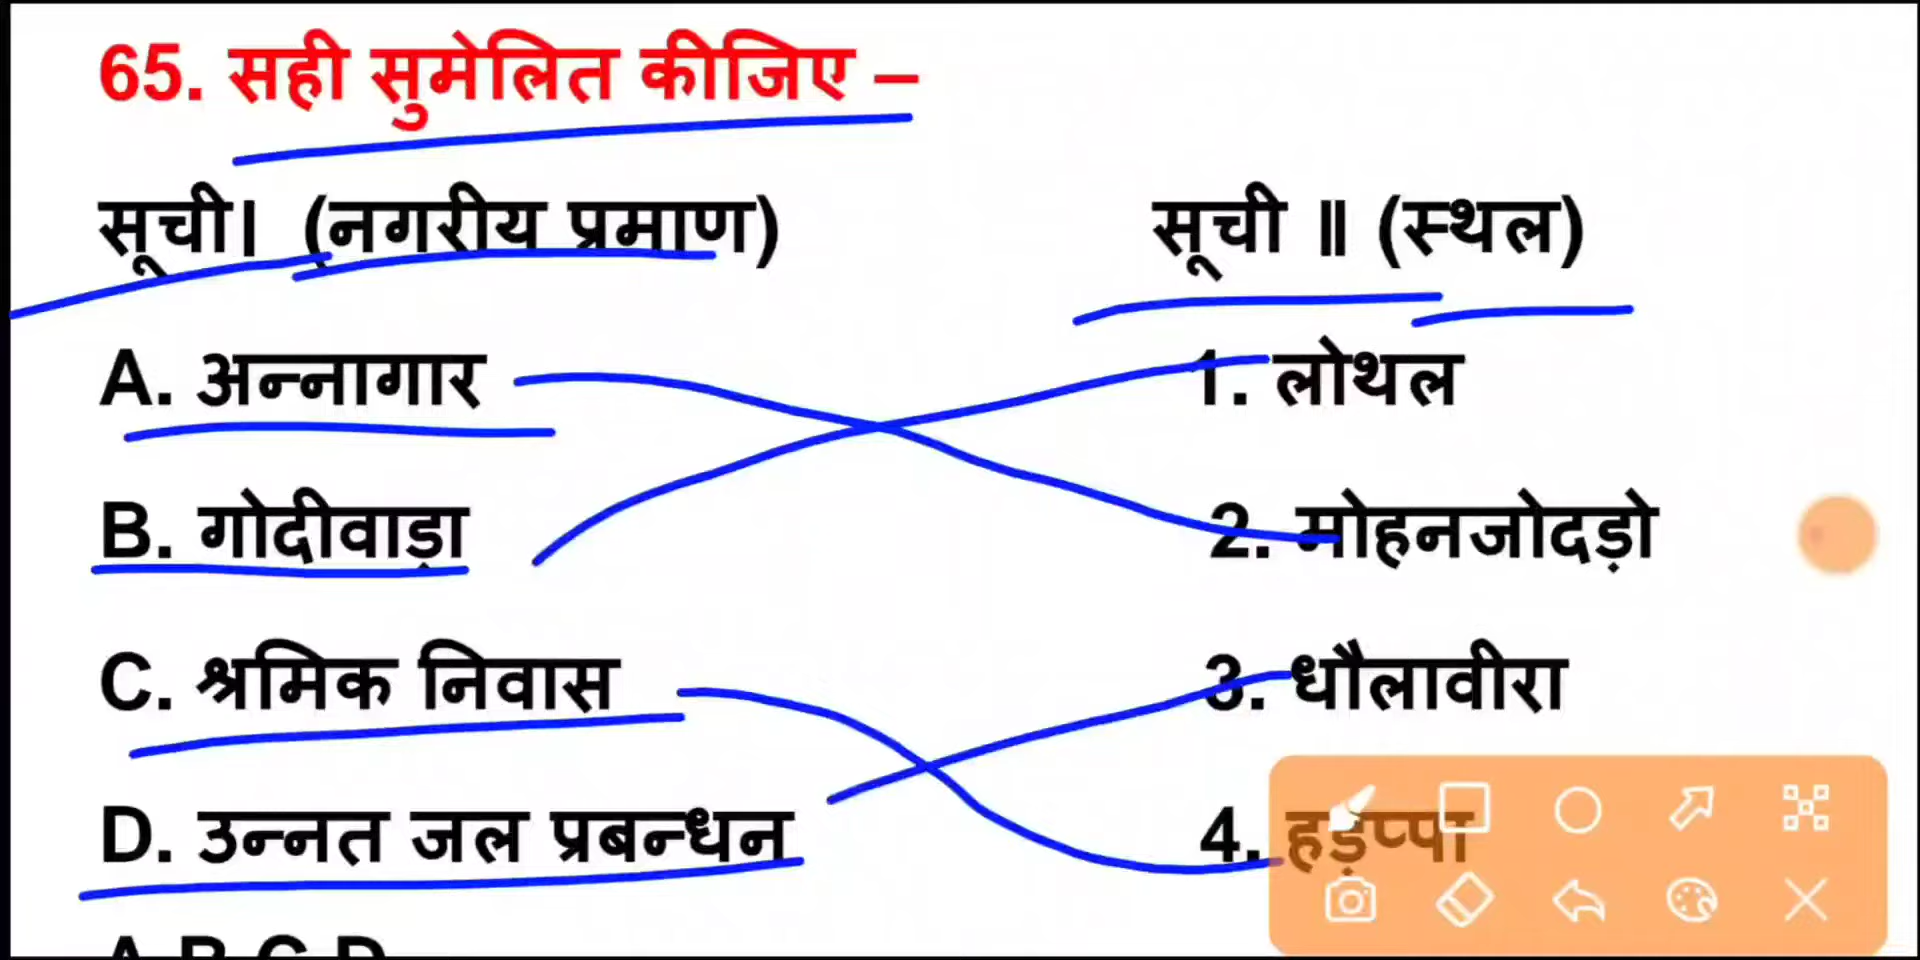 65. सही सुमेलित कीजिए –
सूची। (नगरीय प्रमाण) सूची ॥ (स्थल)
A. अन्नागार 1. लोथल
B. गोदीवाड़ा 2. मोहनजोदड़ो
C. श्रमिक निवास 3. धौलावीरा
D. उन्नत जल प्रबन्धन 4. हड़प्पा
A B C D